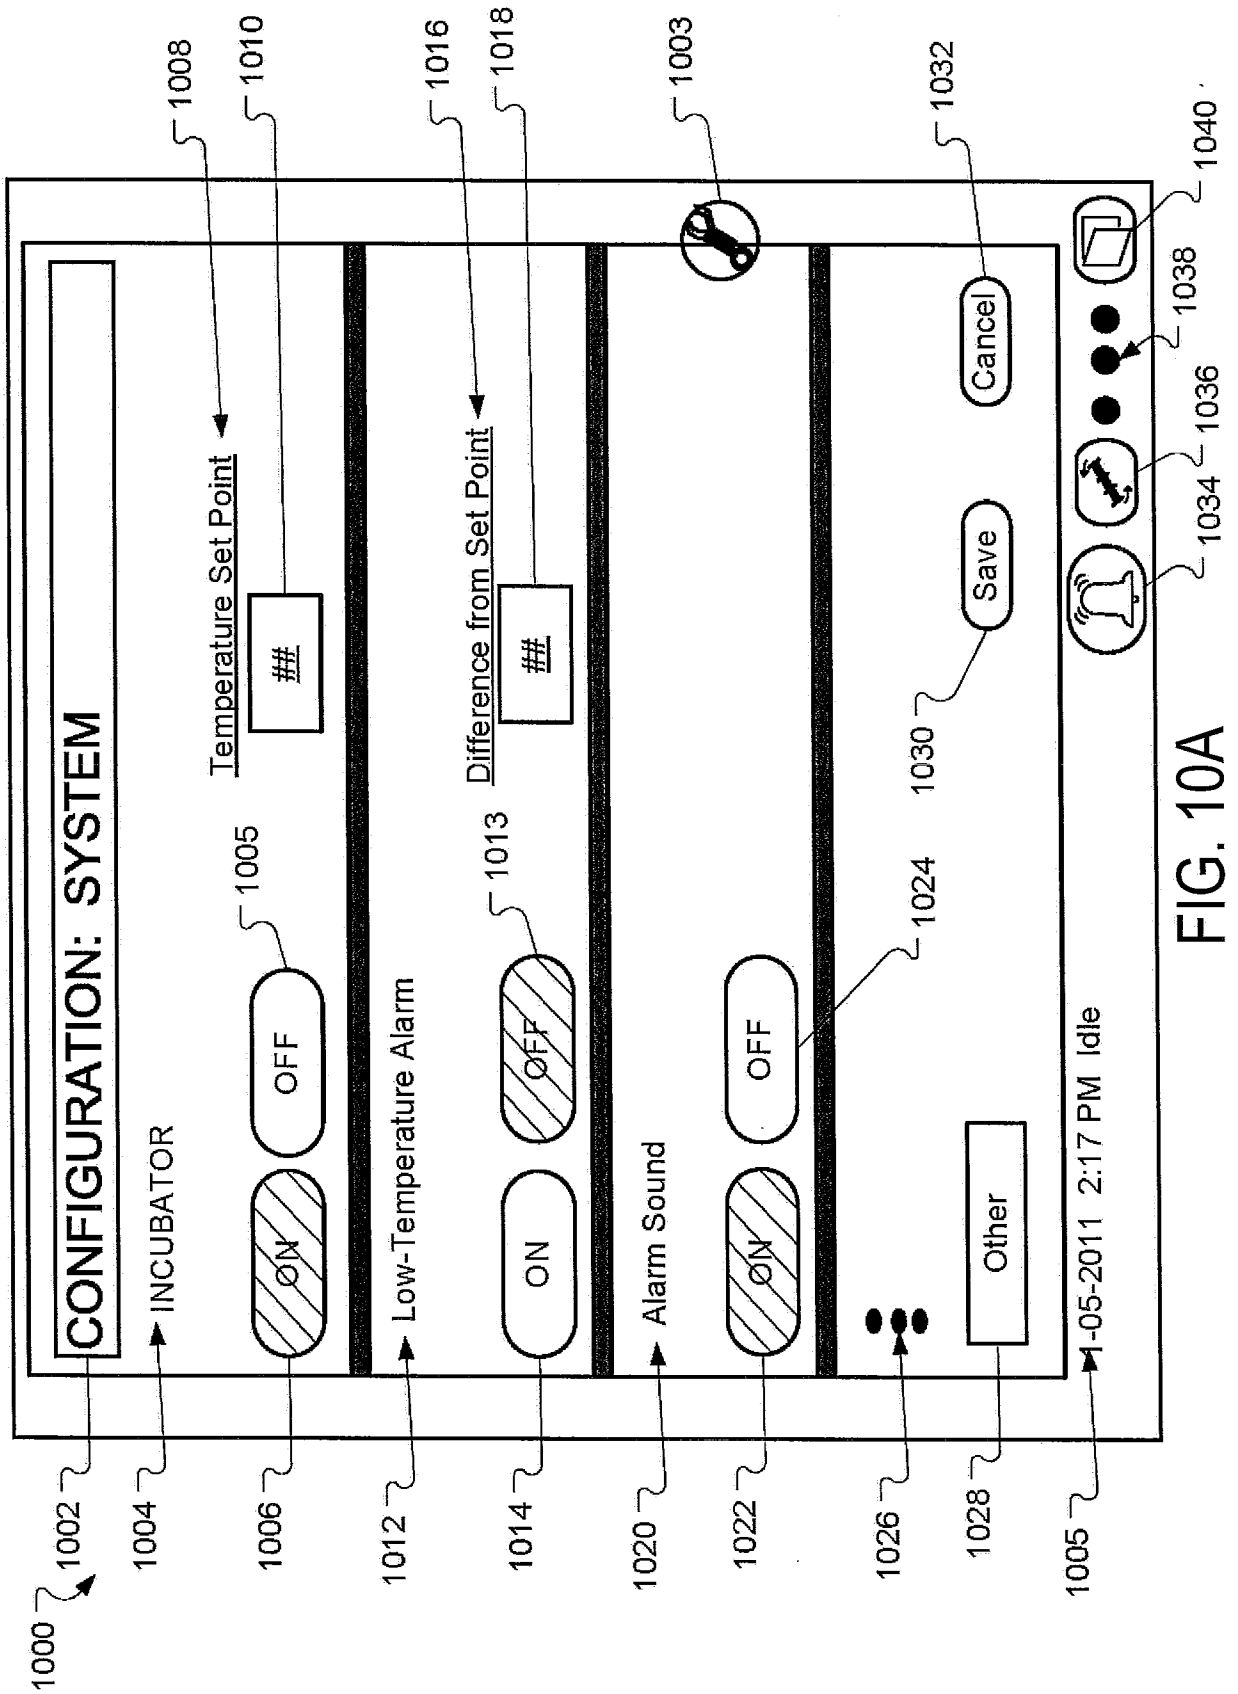 1000
1002
CONFIGURATION: SYSTEM
1004
INCUBATOR
1005
Temperature Set Point
1008
1006
ON
OFF
##
1010
1012
Low-Temperature Alarm
1013
Difference from Set Point
1016
1014
ON
OFF
##
1018
1020
Alarm Sound
1003
1022
ON
OFF
1024
1026
1030
1032
1028
Other
Save
Cancel
1005
1-05-2011 2:17 PM Idle
1034
1036
1038
1040
FIG. 10A